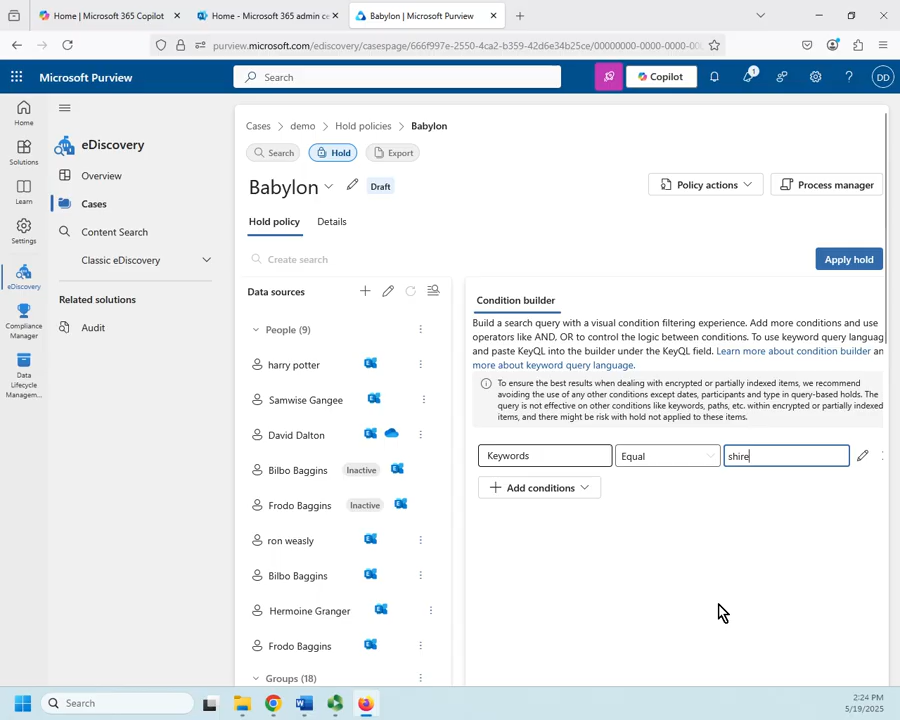 Home | Microsoft 365 Copilot
Home - Microsoft 365 admin ce
Babylon | Microsoft Purview
purview.microsoft.com/ediscovery/casespage/666f997e-2550-4ca2-b359-42d6e34b25ce/00000000-0000-0000-00
Microsoft Purview
Search
Copilot
1
DD
Home
Solutions
Learn
Settings
eDiscovery
Compliance
Manager
Data
Lifecycle
Managem...
eDiscovery
Overview
Cases
Content Search
Classic eDiscovery
Related solutions
Audit
Cases > demo > Hold policies > Babylon
Search
Hold
Export
Babylon
Draft
Policy actions
Process manager
Hold policy
Details
Create search
Apply hold
Data sources
People (9)
harry potter
Samwise Gangee
David Dalton
Bilbo Baggins
Inactive
Frodo Baggins
Inactive
ron weasly
Bilbo Baggins
Hermoine Granger
Frodo Baggins
Groups (18)
Condition builder
Build a search query with a visual condition filtering experience. Add more conditions and use
operators like AND, OR to control the logic between conditions. To use keyword query languag
and paste KeyQL into the builder under the KeyQL field. Learn more about condition builder an
more about keyword query language.
To ensure the best results when dealing with encrypted or partially indexed items, we recommend
avoiding the use of any other conditions except dates, participants and type in query-based holds. The
query is not effective on other conditions like keywords, paths, etc. within encrypted or partially indexed
items, and there might be risk with hold not applied to these items.
Keywords
Equal
shire
Add conditions
Search
2:24 PM
5/19/2025